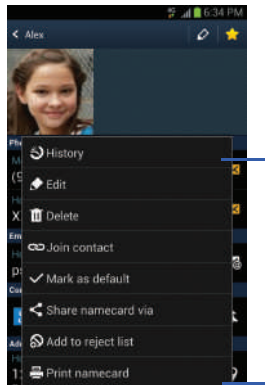 6:34 PM
Alex
History
Edit
Delete
Join contact
Mark as default
Share namecard via
Add to reject list
Print namecard